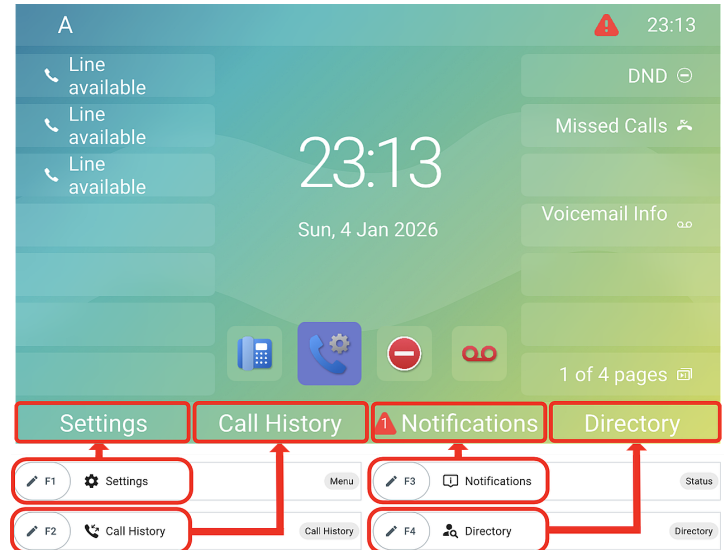 A
23:13
Line
available
DND
Line
available
Missed Calls
Line
available
23:13
Sun, 4 Jan 2026
Voicemail Info
1 of 4 pages
Settings
Call History
1
Notifications
Directory
F1
Settings
Menu
F3
Notifications
Status
F2
Call History
Call History
F4
Directory
Directory